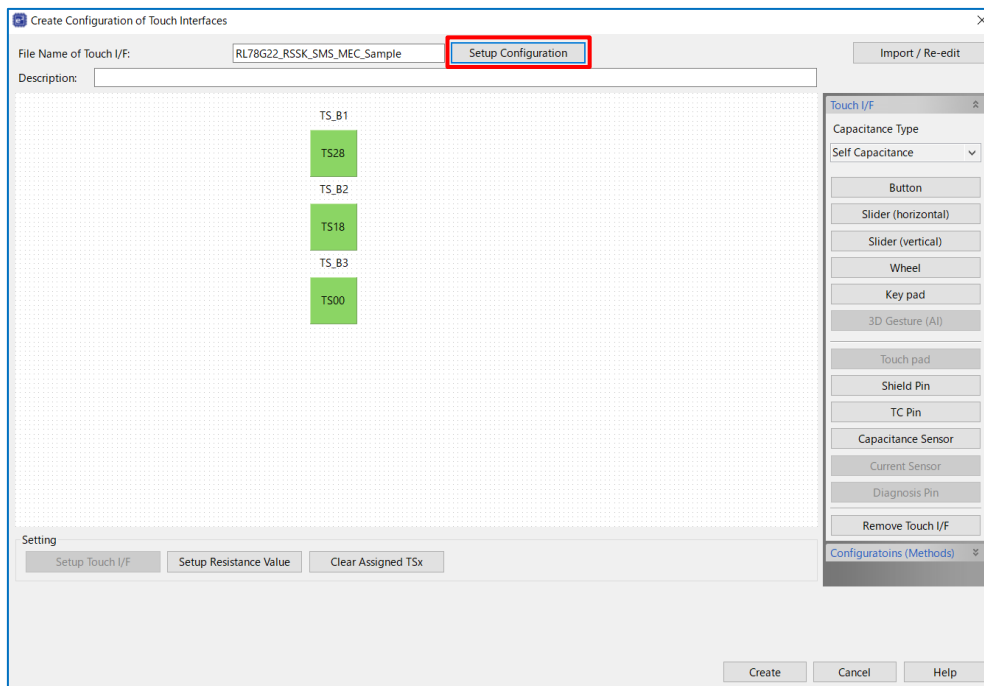 Create Configuration of Touch Interfaces
File Name of Touch I/F: RL78G22_RSSK_SMS_MEC_Sample Setup Configuration Import / Re-edit
Description:
Touch I/F
Capacitance Type
Self Capacitance
TS_B1
TS28
TS_B2
TS18
TS_B3
TS00
Button
Slider (horizontal)
Slider (vertical)
Wheel
Key pad
3D Gesture (AI)
Touch pad
Shield Pin
TC Pin
Capacitance Sensor
Current Sensor
Diagnosis Pin
Remove Touch I/F
Configuratoins (Methods)
Setting
Setup Touch I/F Setup Resistance Value Clear Assigned TSx
Create Cancel Help